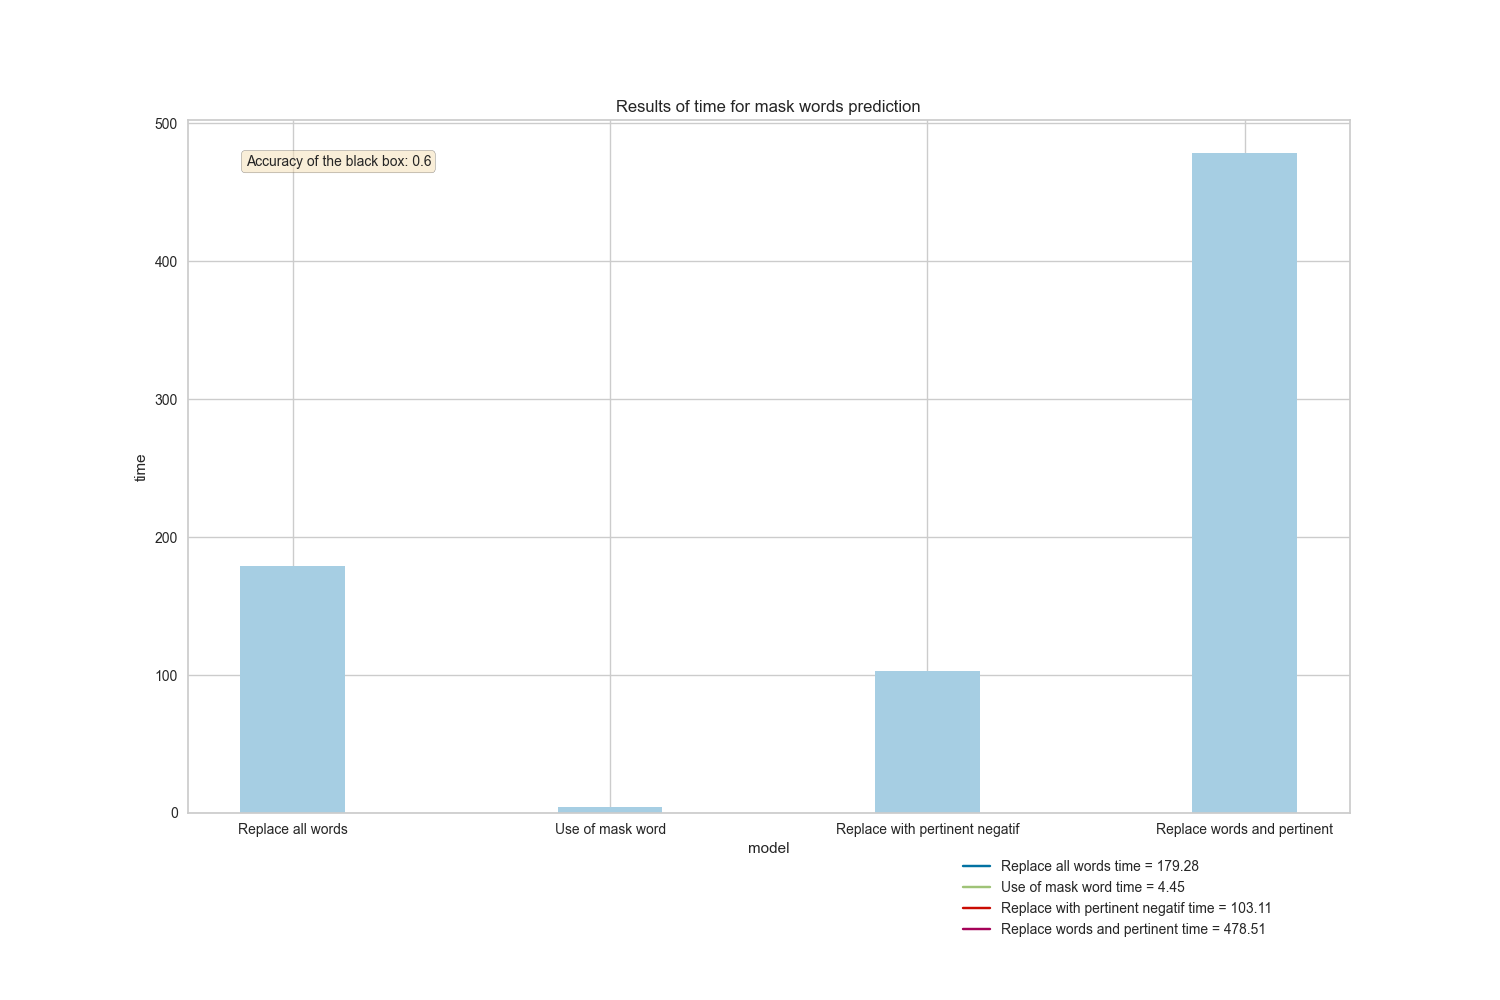 Results of time for mask words prediction
500
Accuracy of the black box: 0.6
400
300
time
200
100
0
Replace all words
Use of mask word
Replace with pertinent negatif
Replace words and pertinent
model
Replace all words time = 179.28
Use of mask word time = 4.45
Replace with pertinent negatif time = 103.11
Replace words and pertinent time = 478.51